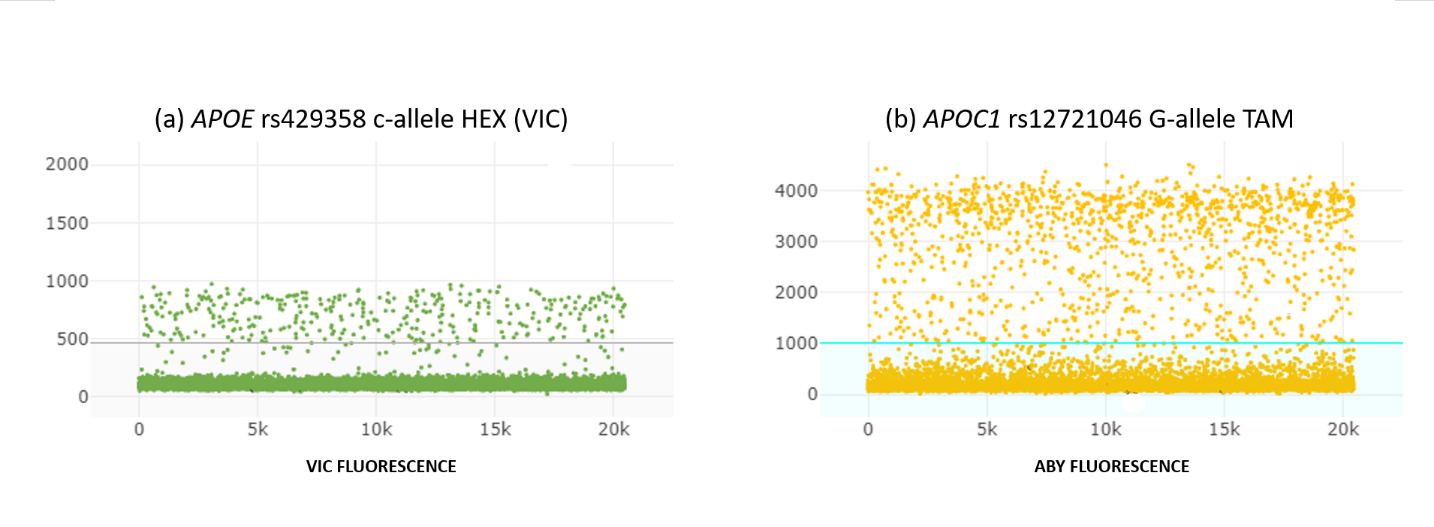 (a) APOE rs429358 c-allele HEX (VIC)
2000
1500
1000
500
0
0 5k 10k 15k 20k
VIC FLUORESCENCE
(b) APOC1 rs12721046 G-allele TAM
4000
3000
2000
1000
0
0 5k 10k 15k 20k
ABY FLUORESCENCE